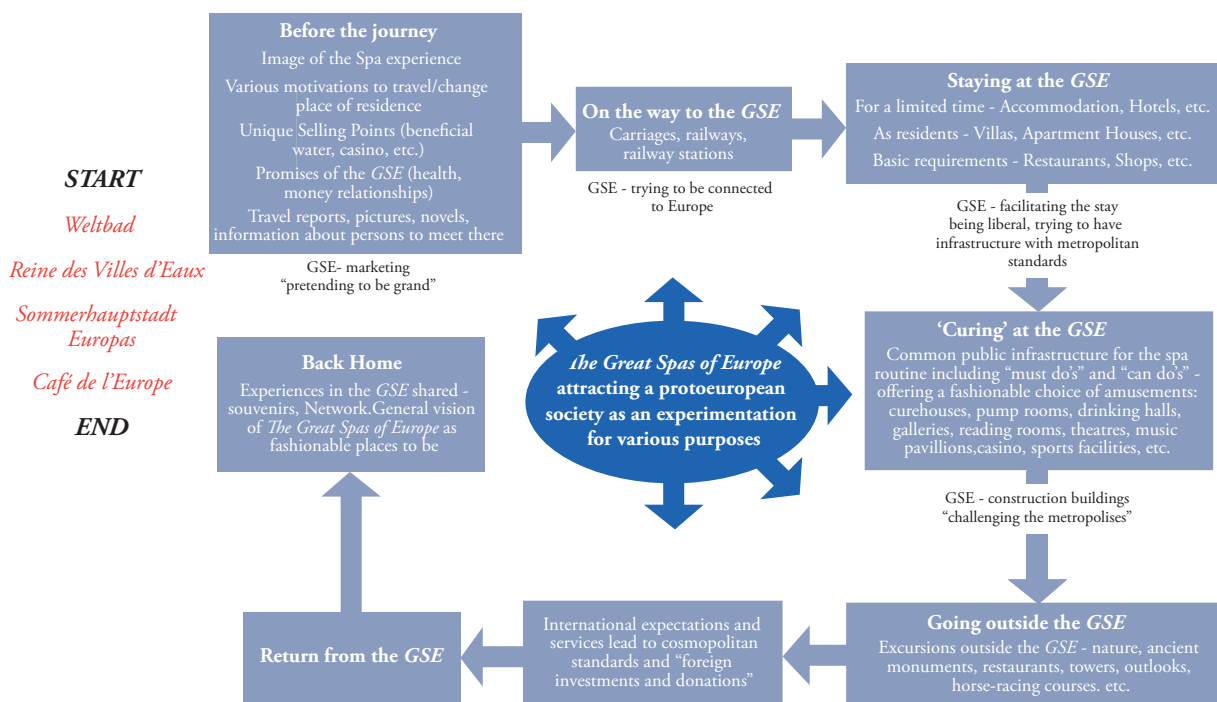 START
Weltbad
Reine des Villes d'Eaux
Sommerhauptstadt
Europas
Café de l'Europe
END
Before the journey
Image of the Spa experience
Various motivations to travel/change
place of residence
Unique Selling Points (beneficial
water, casino, etc.)
Promises of the GSE (health,
money relationships)
Travel reports, pictures, novels,
information about persons to meet there
GSE- marketing
“pretending to be grand”
On the way to the GSE
Carriages, railways,
railway stations
GSE - trying to be connected
to Europe
Staying at the GSE
For a limited time - Accommodation, Hotels, etc.
As residents - Villas, Apartment Houses, etc.
Basic requirements - Restaurants, Shops, etc.
GSE - facilitating the stay
being liberal, trying to have
infrastructure with metropolitan
standards
‘Curing’ at the GSE
Common public infrastructure for the spa
routine including “must do’s” and “can do’s” -
offering a fashionable choice of amusements:
curehouses, pump rooms, drinking halls,
galleries, reading rooms, theatres, music
pavillions,casino, sports facilities, etc.
GSE - construction buildings
“challenging the metropolises”
Going outside the GSE
Excursions outside the GSE - nature, ancient
monuments, restaurants, towers, outlooks,
horse-racing courses. etc.
International expectations and
services lead to cosmopolitan
standards and “foreign
investments and donations”
Return from the GSE
Back Home
Experiences in the GSE shared -
souvenirs, Network.General vision
of The Great Spas of Europe as
fashionable places to be
The Great Spas of Europe
attracting a protoeuropean
society as an experimentation
for various purposes